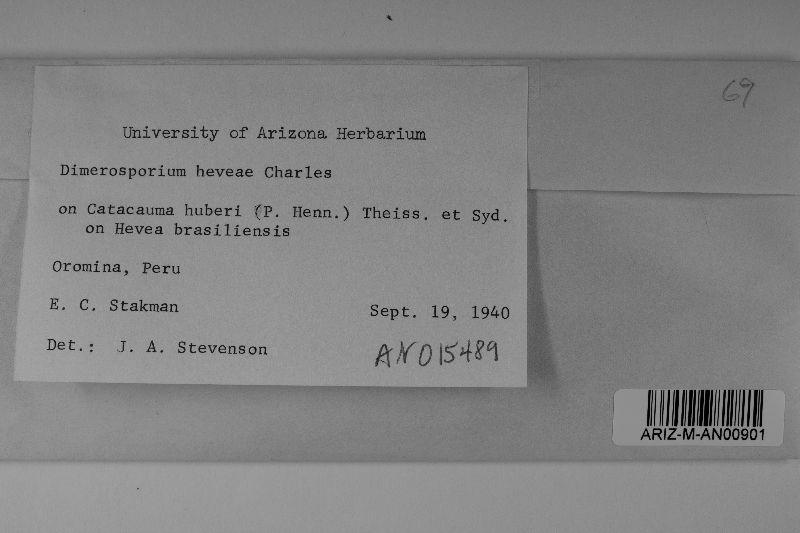 69
University of Arizona Herbarium
Dimerosporium heveae Charles
on Catacauma huberi (P. Henn.) Theiss. et Syd.
on Hevea brasiliensis
Oromina, Peru
E. C. Stakman
Sept. 19, 1940
Det.: J. A. Stevenson
AN015489
ARIZ-M-AN00901